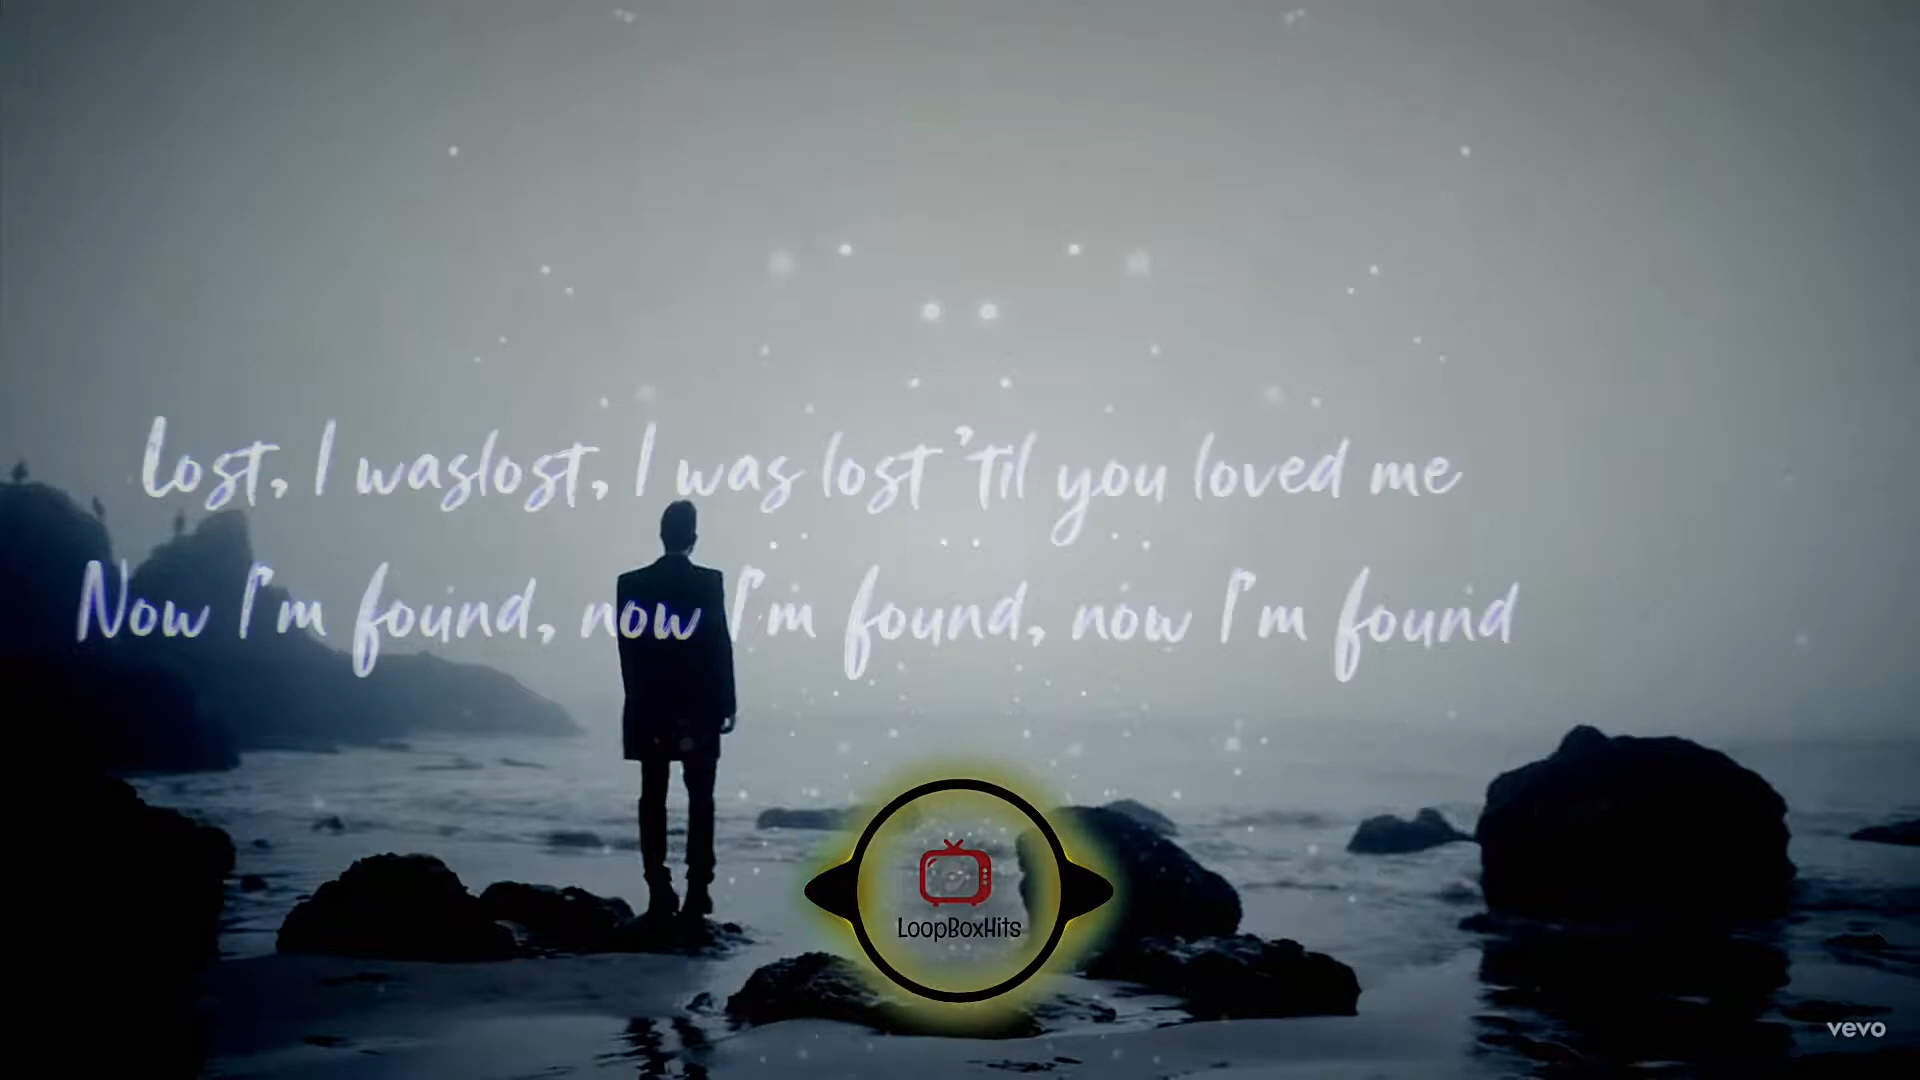 Lost, I waslost, I was lost 'til you loved me
Now I'm found, now I'm found, now I'm found
LoopBoxHits
vevo